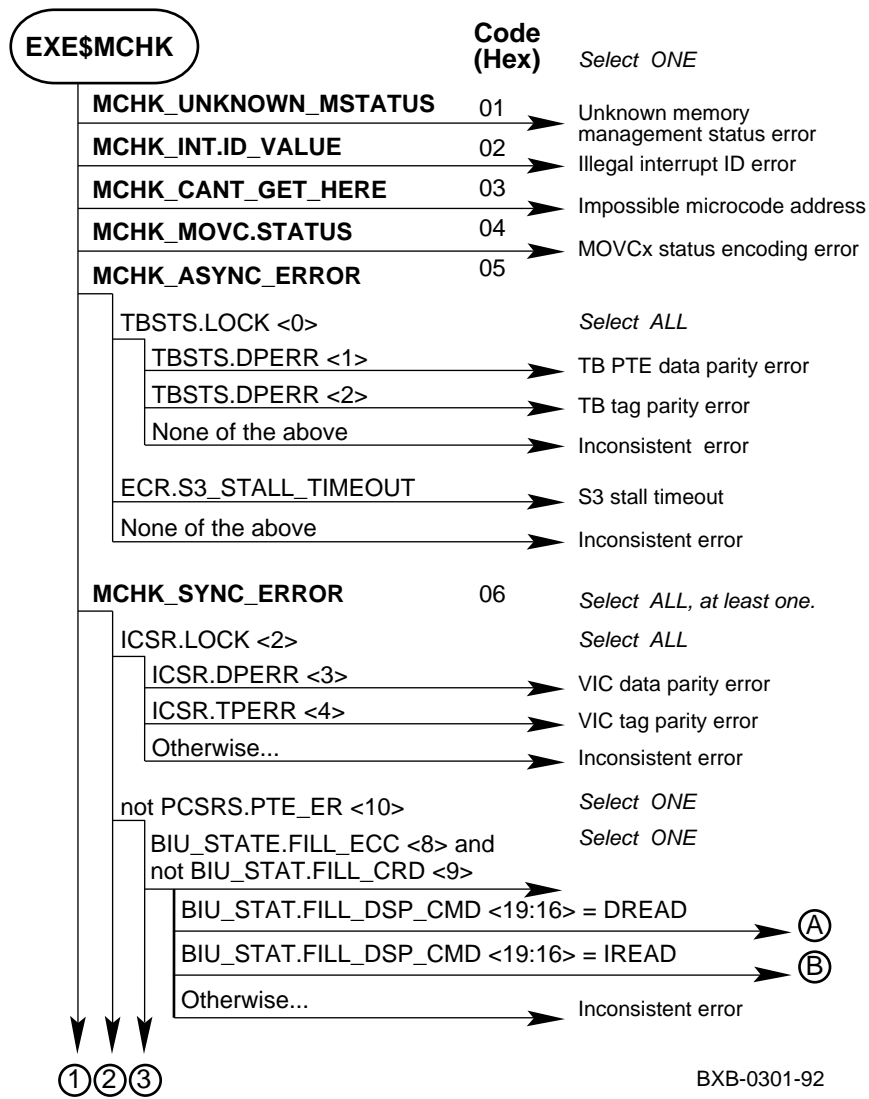 EXE$MCHK
Code
(Hex)
Select ONE
MCHK_UNKNOWN_MSTATUS 01 Unknown memory
management status error
MCHK_INT.ID_VALUE 02 Illegal interrupt ID error
MCHK_CANT_GET_HERE 03 Impossible microcode address
MCHK_MOVC.STATUS 04 MOVCx status encoding error
MCHK_ASYNC_ERROR 05
TBSTS.LOCK <0> Select ALL
TBSTS.DPERR <1> TB PTE data parity error
TBSTS.DPERR <2> TB tag parity error
None of the above Inconsistent error
ECR.S3_STALL_TIMEOUT S3 stall timeout
None of the above Inconsistent error
MCHK_SYNC_ERROR 06 Select ALL, at least one.
ICSR.LOCK <2> Select ALL
ICSR.DPERR <3> VIC data parity error
ICSR.TPERR <4> VIC tag parity error
Otherwise... Inconsistent error
not PCSRS.PTE_ER <10> Select ONE
BIU_STATE.FILL_ECC <8> and Select ONE
not BIU_STAT.FILL_CRD <9>
BIU_STAT.FILL_DSP_CMD <19:16> = DREAD A
BIU_STAT.FILL_DSP_CMD <19:16> = IREAD B
Otherwise... Inconsistent error
1 2 3
BXB-0301-92